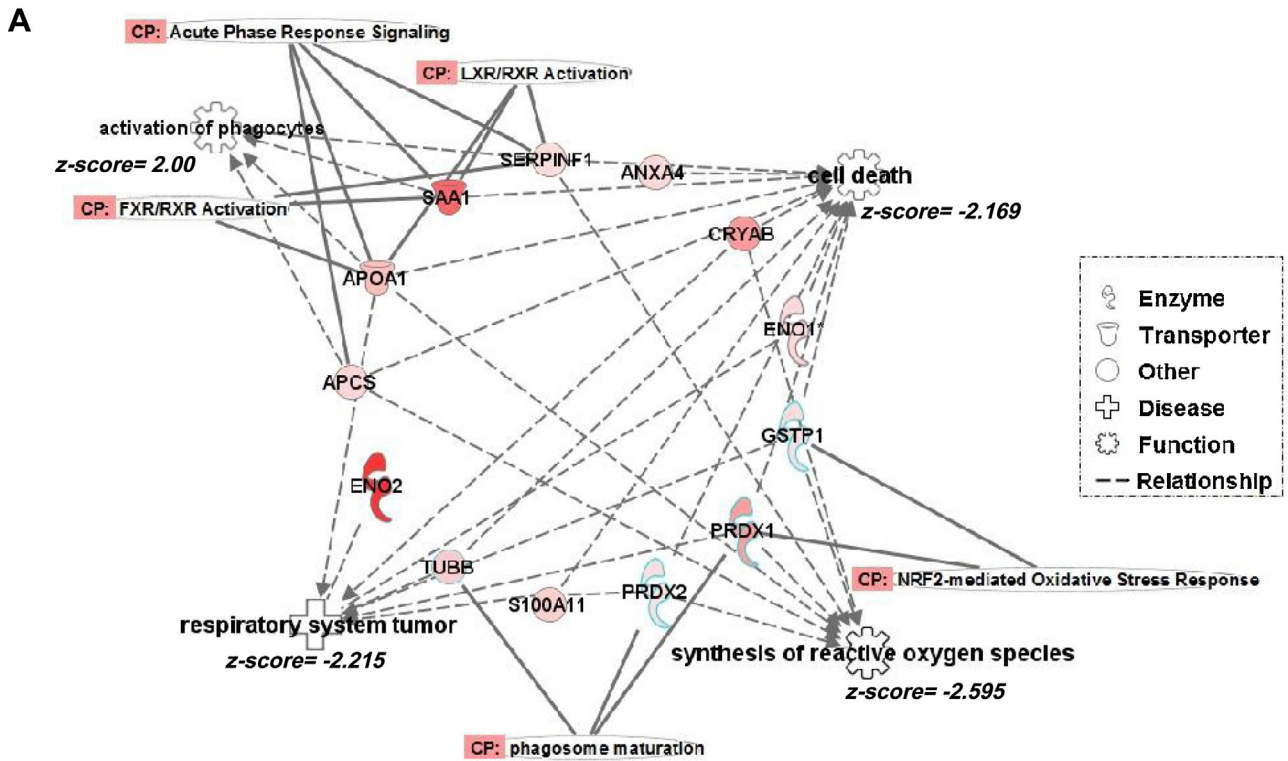 A
CP: Acute Phase Response Signaling
CP: LXR/RXR Activation
activation of phagocytes
z-score= 2.00
SERPINF1
ANXA4
cell death
z-score= -2.169
SAA1
CP: FXR/RXR Activation
CRYAB
APOA1
ENO1*
APCS
GSTP1
ENO2
PRDX1
TUBB
PRDX2
S100A11
CP: NRF2-mediated Oxidative Stress Response
respiratory system tumor
z-score= -2.215
synthesis of reactive oxygen species
z-score= -2.595
CP: phagosome maturation
Enzyme
Transporter
Other
Disease
Function
Relationship